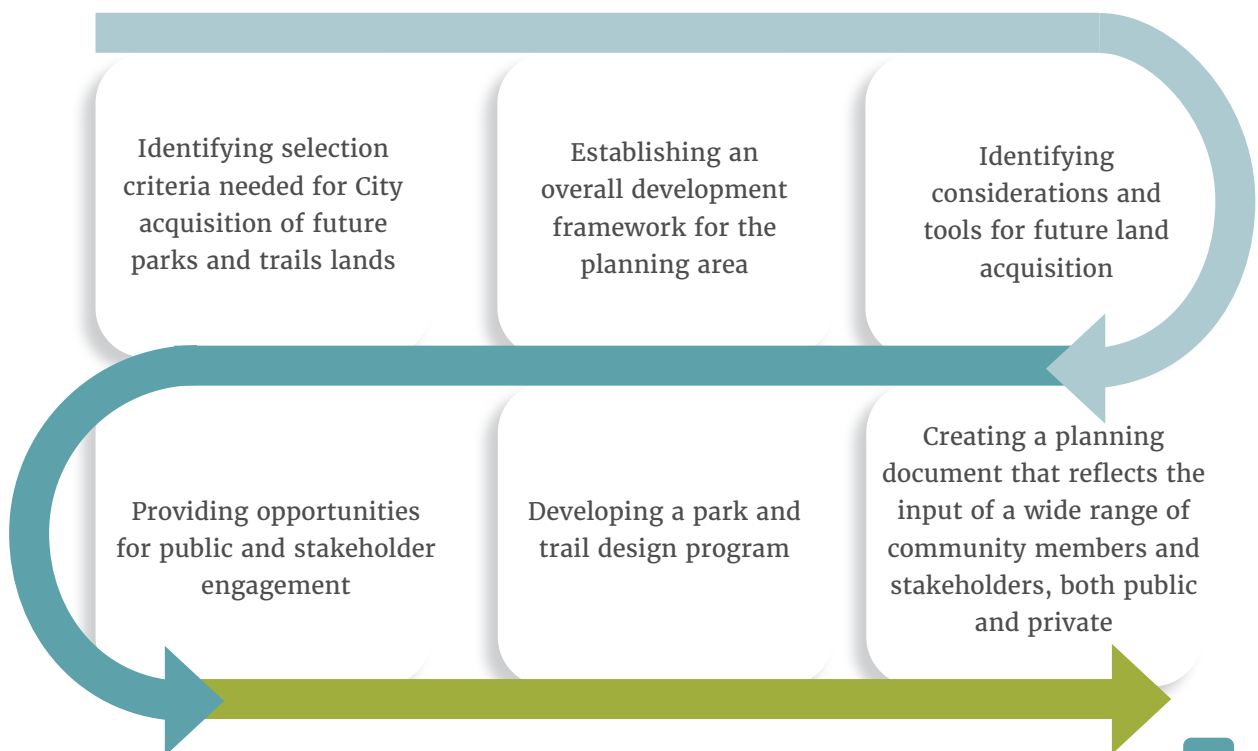 Identifying selection
criteria needed for City
acquisition of future
parks and trails lands
Establishing an
overall development
framework for the
planning area
Identifying
considerations and
tools for future land
acquisition
Providing opportunities
for public and stakeholder
engagement
Developing a park and
trail design program
Creating a planning
document that reflects the
input of a wide range of
community members and
stakeholders, both public
and private